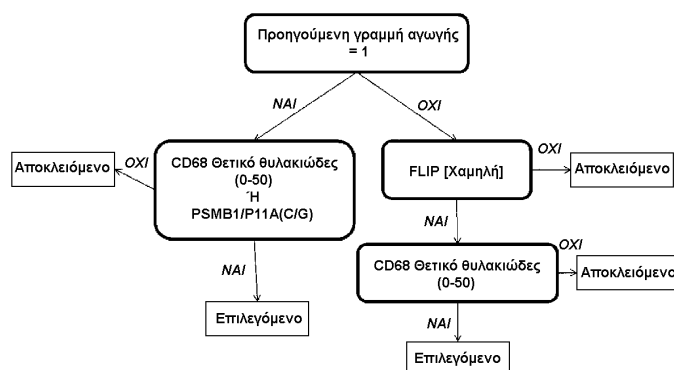 Προηγούμενη γραμμή αγωγής
= 1
ΝΑΙ
ΟΧΙ
Αποκλειόμενο
ΟΧΙ
CD68 Θετικό θυλακιώδες
(0-50)
Ή
PSMB1/P11A(C/G)
FLIP [Χαμηλή]
ΟΧΙ
Αποκλειόμενο
ΝΑΙ
ΝΑΙ
CD68 Θετικό θυλακιώδες
(0-50)
ΟΧΙ
Αποκλειόμενο
Επιλεγόμενο
ΝΑΙ
Επιλεγόμενο